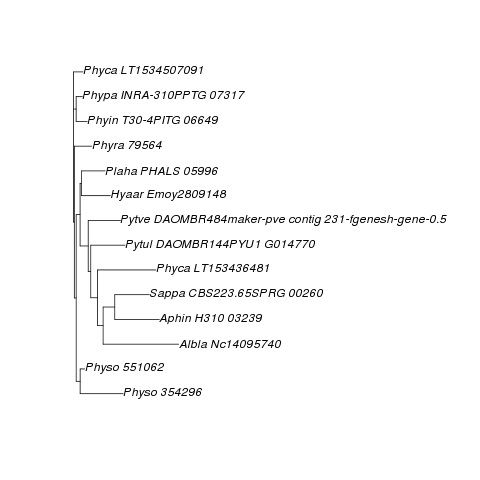 Phyca LT1534507091
Phypa INRA-310PPTG 07317
Phyin T30-4PITG 06649
Phyra 79564
Plaha PHALS 05996
Hyaar Emoy2809148
Pytve DAOMBR484maker-pve contig 231-fgenesh-gene-0.5
Pytul DAOMBR144PYU1 G014770
Phyca LT153436481
Sappa CBS223.65SPRG 00260
Aphin H310 03239
Albla Nc14095740
Physo 551062
Physo 354296